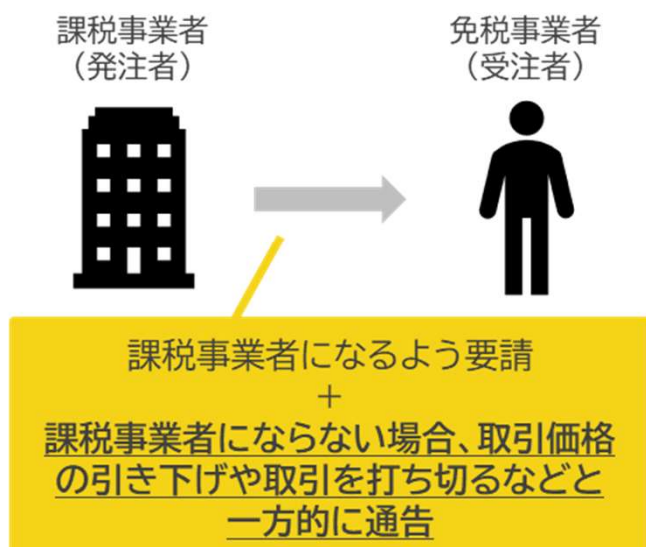 課税事業者
（発注者）
免税事業者
（受注者）
課税事業者になるよう要請
+
課税事業者にならない場合、取引価格
の引き下げや取引を打ち切るなどと
一方的に通告